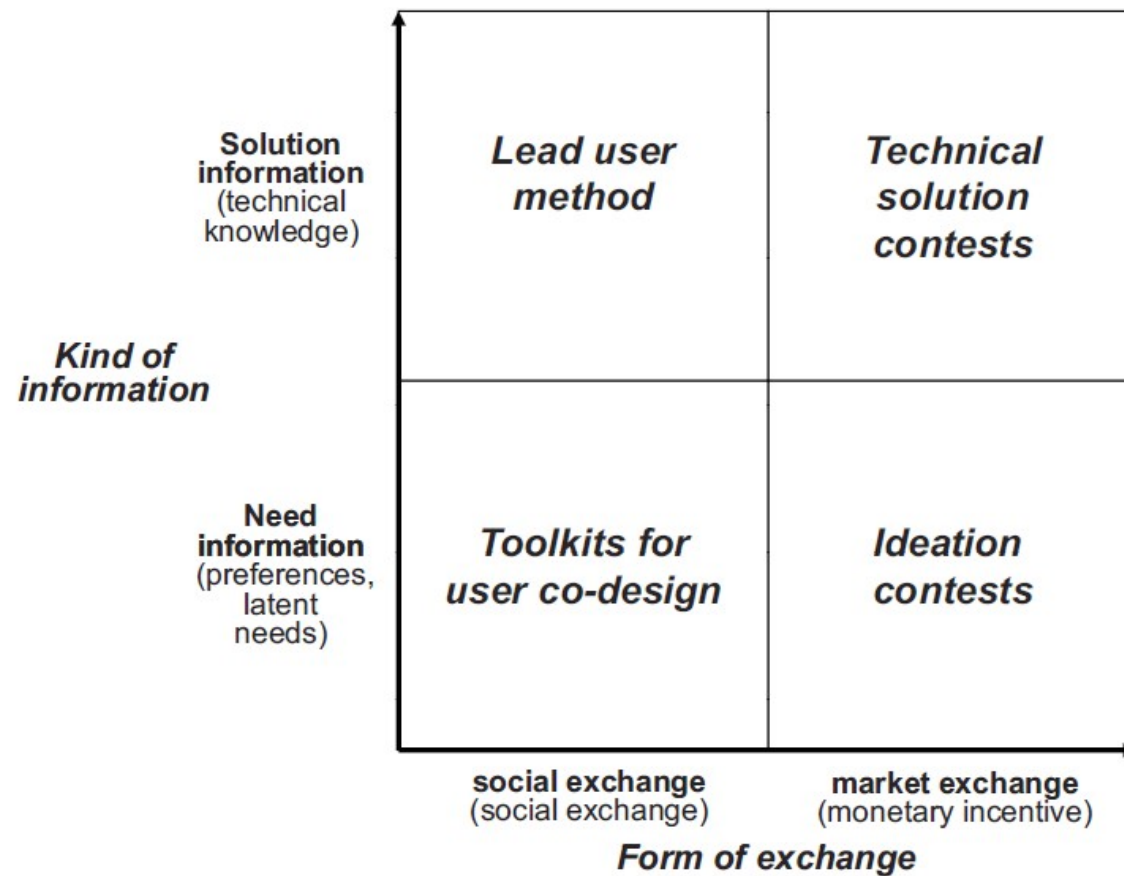 Solution
information
(technical
knowledge)
Lead user
method
Technical
solution
contests
Kind of
information
Need
information
(preferences,
latent
needs)
Toolkits for
user co-design
Ideation
contests
social exchange
(social exchange)
market exchange
(monetary incentive)
Form of exchange